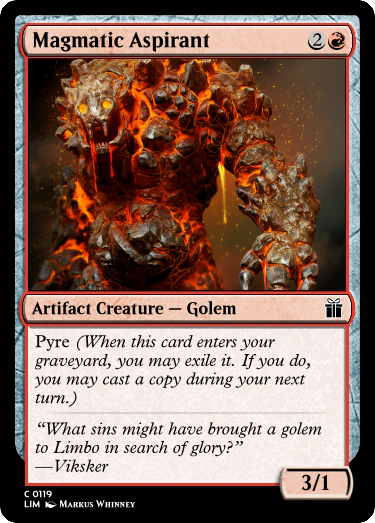 Magmatic Aspirant 2
Artifact Creature — Golem
Pyre (When this card enters your
graveyard, you may exile it. If you do,
you may cast a copy during your next
turn.)
“What sins might have brought a golem
to Limbo in search of glory?”
—Viksker
3/1
C 0119
LIM Markus Whinney